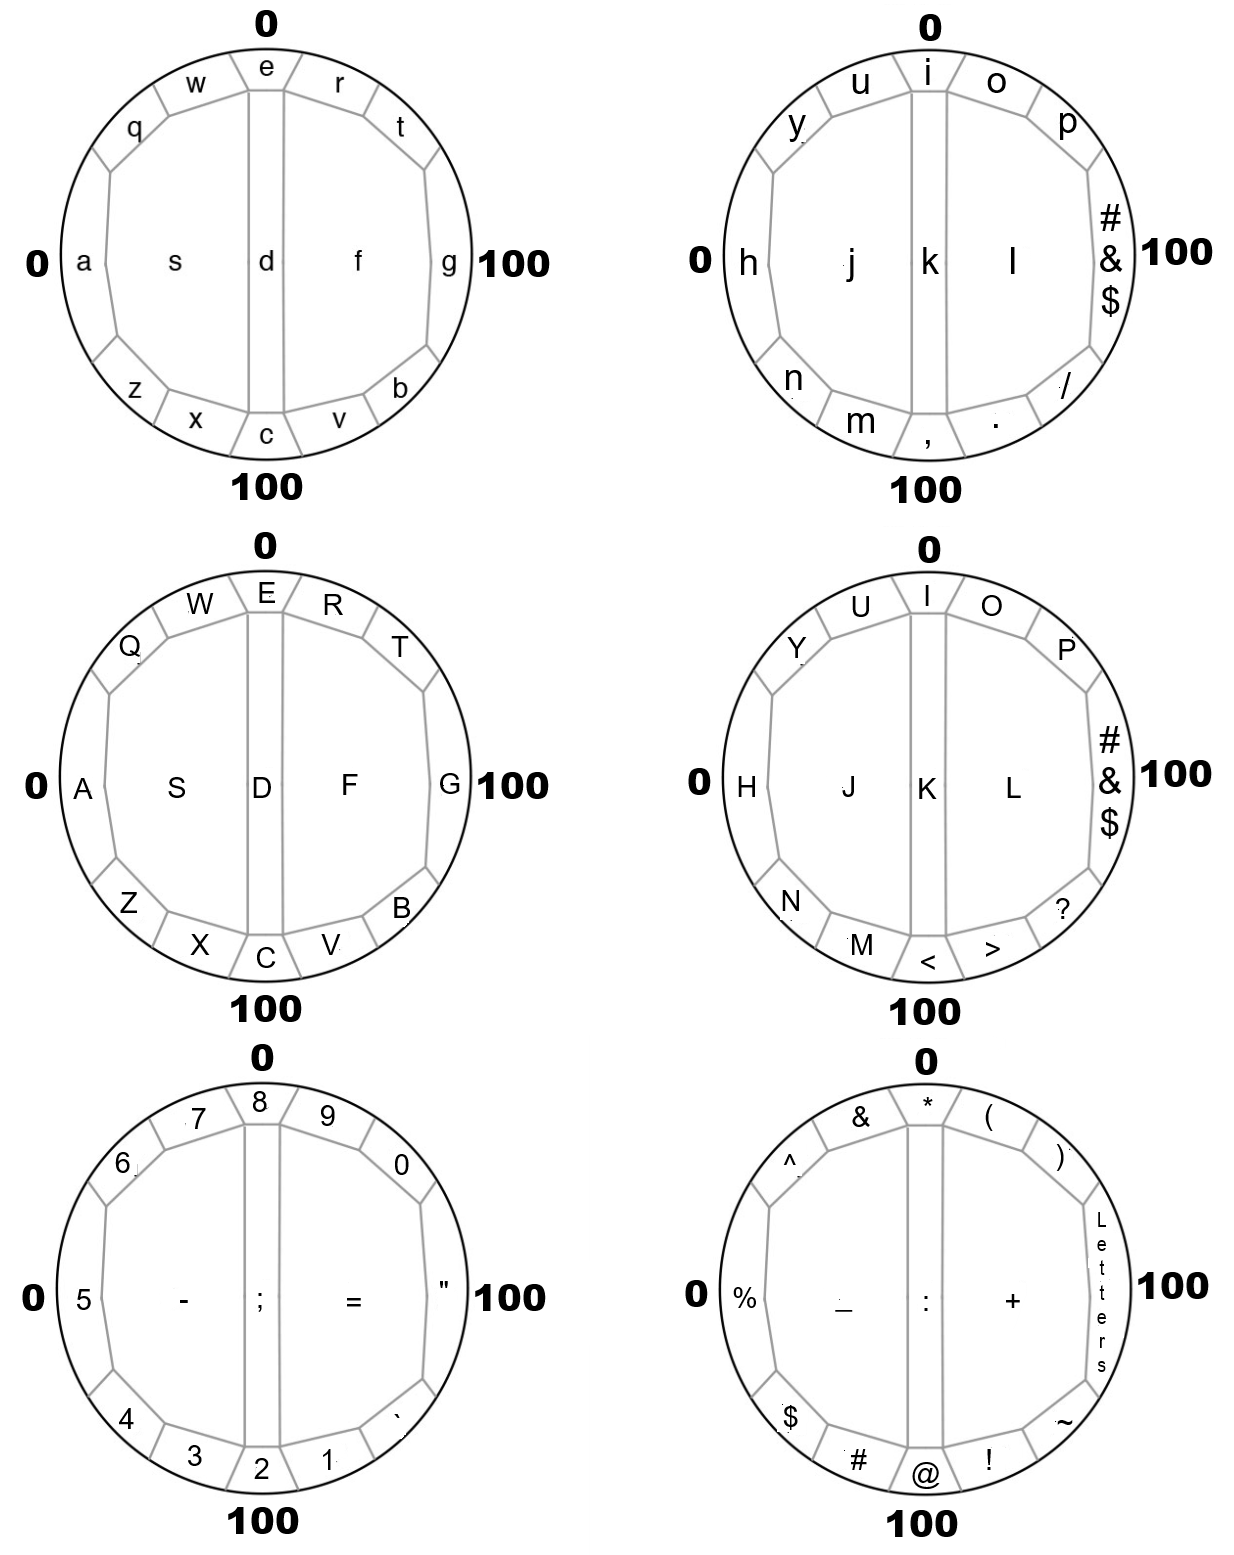 0
w e r
q t
0 a s d f g 100
z b
x c v
100
0
u i o
y p
#
0 h j k l & 100
$
n /
m , .
100
0
W E R
Q T
0 A S D F G 100
Z B
X C V
100
0
U I O
Y P
#
0 H J K L & 100
$
N ?
M < >
100
0
7 8 9
6 0
0 5 - ; = " 100
4 `
3 2 1
100
0
& * (
^ )
0 % _ : + Letters 100
$ ~
# @ !
100